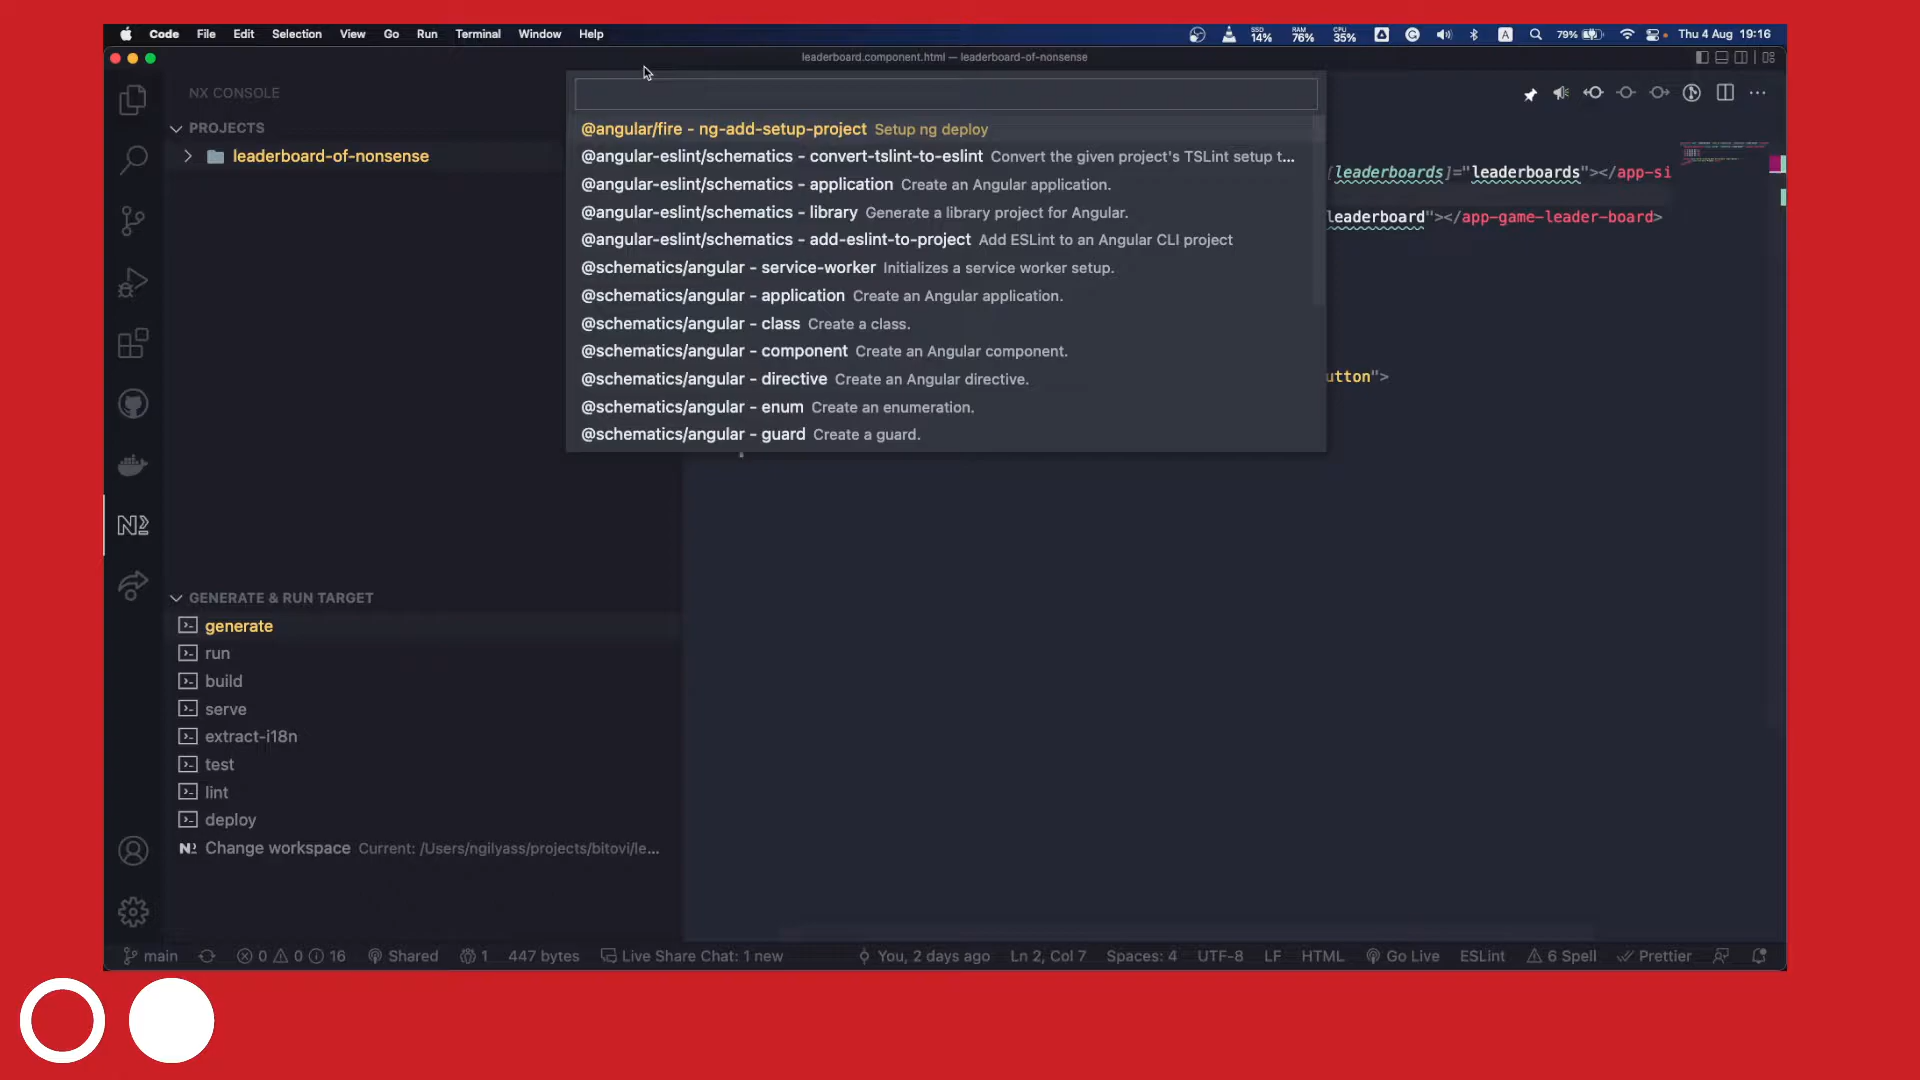 Code File Edit Selection View Go Run Terminal Window Help
SSD 14% RAM 76% CPU 35% A 79% Thu 4 Aug 19:16
leaderboard.component.html — leaderboard-of-nonsense
NX CONSOLE
PROJECTS
leaderboard-of-nonsense
@angular/fire - ng-add-setup-project Setup ng deploy
@angular-eslint/schematics - convert-tslint-to-eslint Convert the given project's TSLint setup t...
@angular-eslint/schematics - application Create an Angular application.
@angular-eslint/schematics - library Generate a library project for Angular.
@angular-eslint/schematics - add-eslint-to-project Add ESLint to an Angular CLI project
@schematics/angular - service-worker Initializes a service worker setup.
@schematics/angular - application Create an Angular application.
@schematics/angular - class Create a class.
@schematics/angular - component Create an Angular component.
@schematics/angular - directive Create an Angular directive.
@schematics/angular - enum Create an enumeration.
@schematics/angular - guard Create a guard.
[leaderboards]="leaderboards"></app-si
leaderboard"></app-game-leader-board>
utton">
GENERATE & RUN TARGET
generate
run
build
serve
extract-i18n
test
lint
deploy
Change workspace Current: /Users/ngilyass/projects/bitovi/le...
main 0 0 16 Shared 1 447 bytes Live Share Chat: 1 new You, 2 days ago Ln 2, Col 7 Spaces: 4 UTF-8 LF HTML Go Live ESLint 6 Spell Prettier